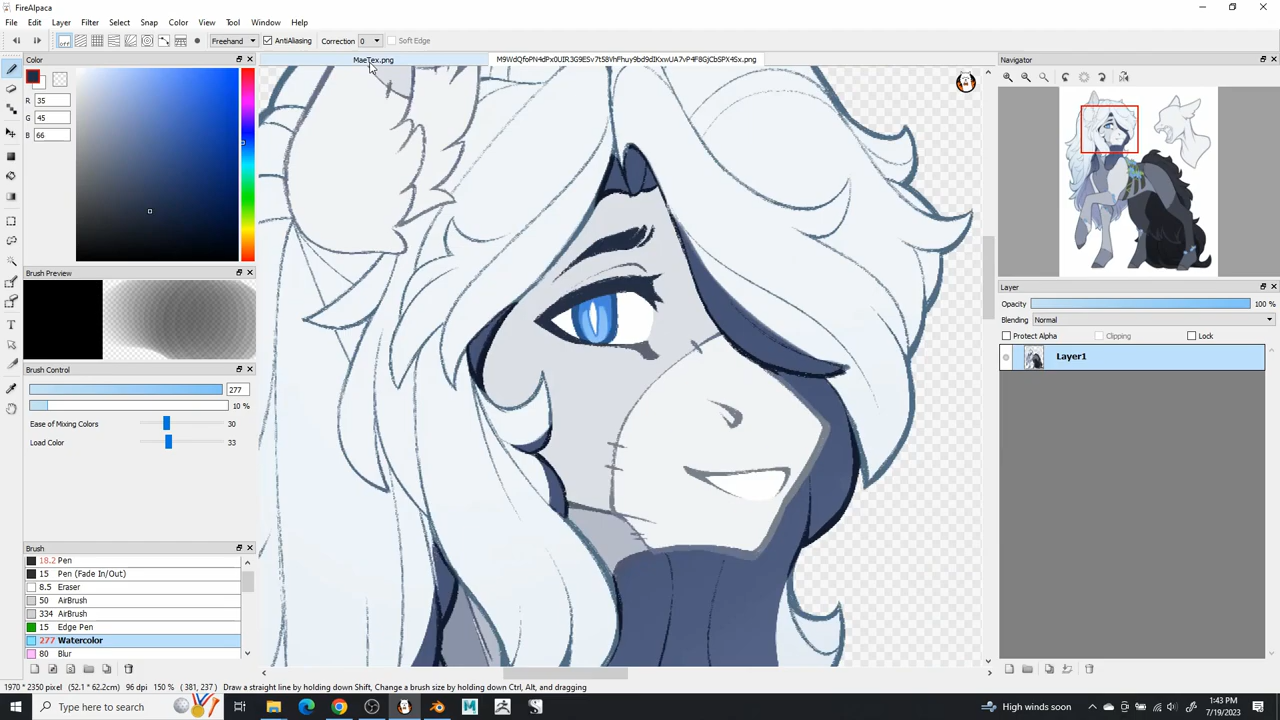 FireAlpaca
File Edit Layer Filter Select Snap Color View Tool Window Help
off Freehand AntiAliasing Correction 0 Soft Edge
Color
MaeTex.png
M9WdQfoPN4dPx0UIR3G9ESv7t58VhFhuy9bd9dIKxwUA7vP4F8GjCbSPX4Sx.png
Navigator
R 35
G 45
B 66
Brush Preview
Brush Control
277
10 %
Ease of Mixing Colors 30
Load Color 33
Layer
Opacity 100 %
Blending Normal
Protect Alpha Clipping Lock
Layer1
Brush
18.2 Pen
15 Pen (Fade In/Out)
8.5 Eraser
50 AirBrush
334 AirBrush
15 Edge Pen
277 Watercolor
80 Blur
1970 * 2350 pixel (52.1 * 62.2cm) 96 dpi 150 % (381, 237) Draw a straight line by holding down Shift, Change a brush size by holding down Ctrl, Alt, and dragging
Type here to search
High winds
1:43 PM
7/19/2023